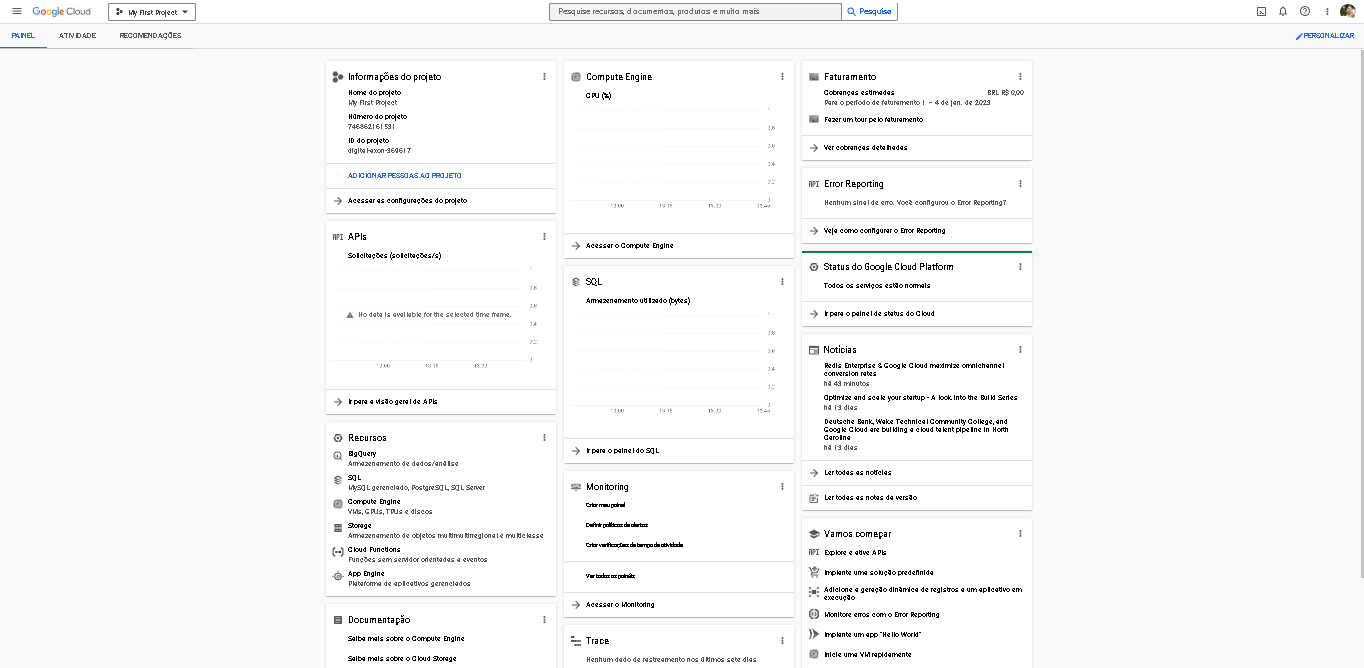 Google Cloud
My First Project
Pesquise recursos, documentos, produtos e muito mais
Pesquisa
PAINEL
ATIVIDADE
RECOMENDAÇÕES
PERSONALIZAR
Informações do projeto
Nome do projeto
My First Project
Número do projeto
746862161531
ID do projeto
digital-axon-369617
ADICIONAR PESSOAS AO PROJETO
Acessar as configurações do projeto
API APIs
Solicitações (solicitações/s)
1
0.8
0.6
No data is available for the selected time frame.
0.4
0.2
0
13:00
13:15
13:30
Ir para a visão geral de APIs
Recursos
BigQuery
Armazenamento de dados/análise
SQL
MySQL gerenciado, PostgreSQL, SQL Server
Compute Engine
VMs, GPUs, TPUs e discos
Storage
Armazenamento de objetos multimultirregional e multiclasse
Cloud Functions
Funções sem servidor orientadas a eventos
App Engine
Plataforma de aplicativos gerenciados
Documentação
Saiba mais sobre o Compute Engine
Saiba mais sobre o Cloud Storage
Compute Engine
CPU (%)
1
0.8
0.6
0.4
0.2
0
13:00
13:15
13:30
13:45
Acessar o Compute Engine
SQL
Armazenamento utilizado (bytes)
1
0.8
0.6
0.4
0.2
0
13:00
13:15
13:30
13:45
Ir para o painel do SQL
Monitoring
Criar meu painel
Definir políticas de alertas
Criar verificações de tempo de atividade
Ver todos os painéis
Acessar o Monitoring
Trace
Nenhum dado de rastreamento nos últimos sete dias
Faturamento
Cobranças estimadas
BRL R$ 0,00
Para o período de faturamento 1 – 4 de jan. de 2023
Fazer um tour pelo faturamento
Ver cobranças detalhadas
API Error Reporting
Nenhum sinal de erro. Você configurou o Error Reporting?
Veja como configurar o Error Reporting
Status do Google Cloud Platform
Todos os serviços estão normais
Ir para o painel de status do Cloud
Notícias
Redis Enterprise & Google Cloud maximize omnichannel
conversion rates
há 43 minutos
Optimize and scale your startup - A look into the Build Series
há 13 dias
Deutsche Bank, Wake Technical Community College, and
Google Cloud are building a cloud talent pipeline in North
Carolina
há 13 dias
Ler todas as notícias
Ler todas as notas de versão
Vamos começar
API Explore e ative APIs
Implante uma solução predefinida
Adicione a geração dinâmica de registros a um aplicativo em
execução
Monitore erros com o Error Reporting
Implante um app "Hello World"
Inicie uma VM rapidamente